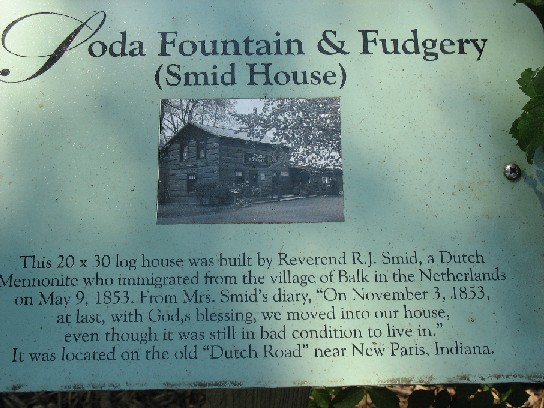 Soda Fountain & Fudgery
(Smid House)
This 20 x 30 log house was built by Reverend R.J. Smid, a Dutch
Mennonite who immigrated from the village of Balk in the Netherlands
on May 9, 1853. From Mrs. Smid's diary, "On November 3, 1853,
at last, with God,s blessing, we moved into our house,
even though it was still in bad condition to live in."
It was located on the old "Dutch Road" near New Paris, Indiana.